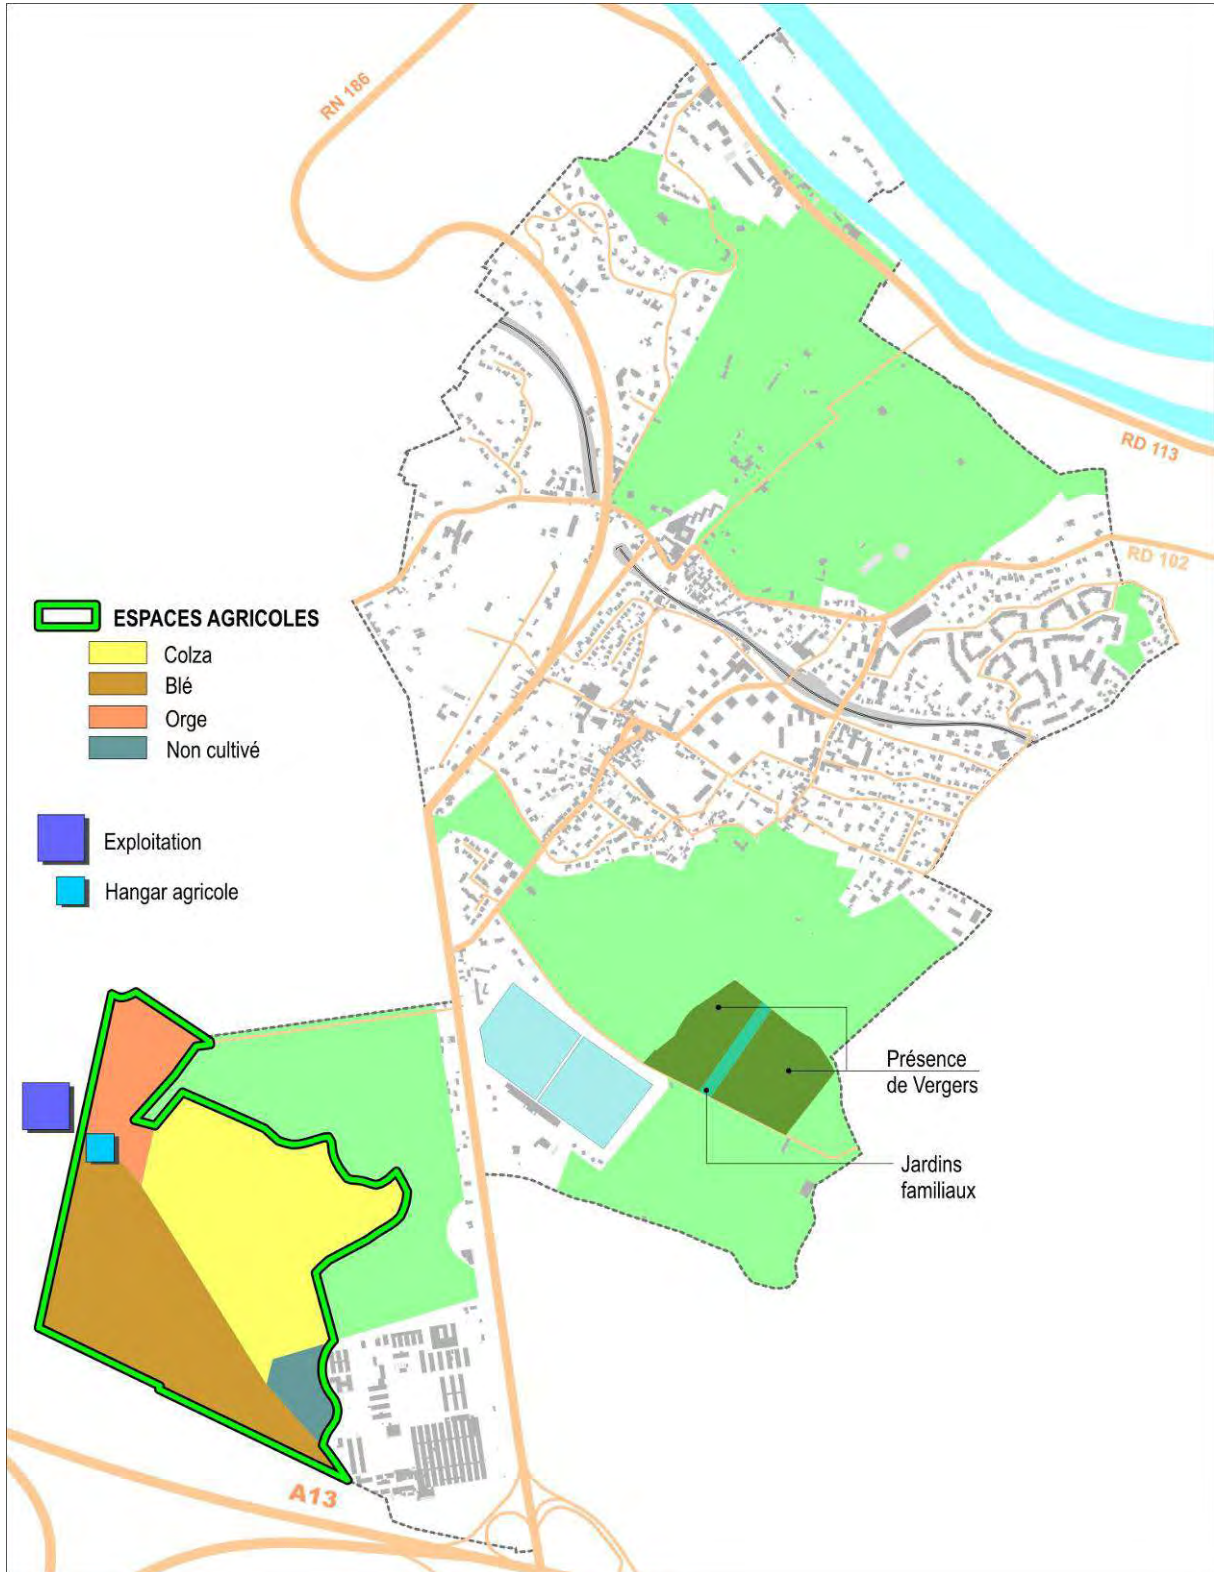 RN 186
RD 113
RD 102
ESPACES AGRICOLES
Colza
Blé
Orge
Non cultivé
Exploitation
Hangar agricole
Présence
de Vergers
Jardins
familiaux
A13